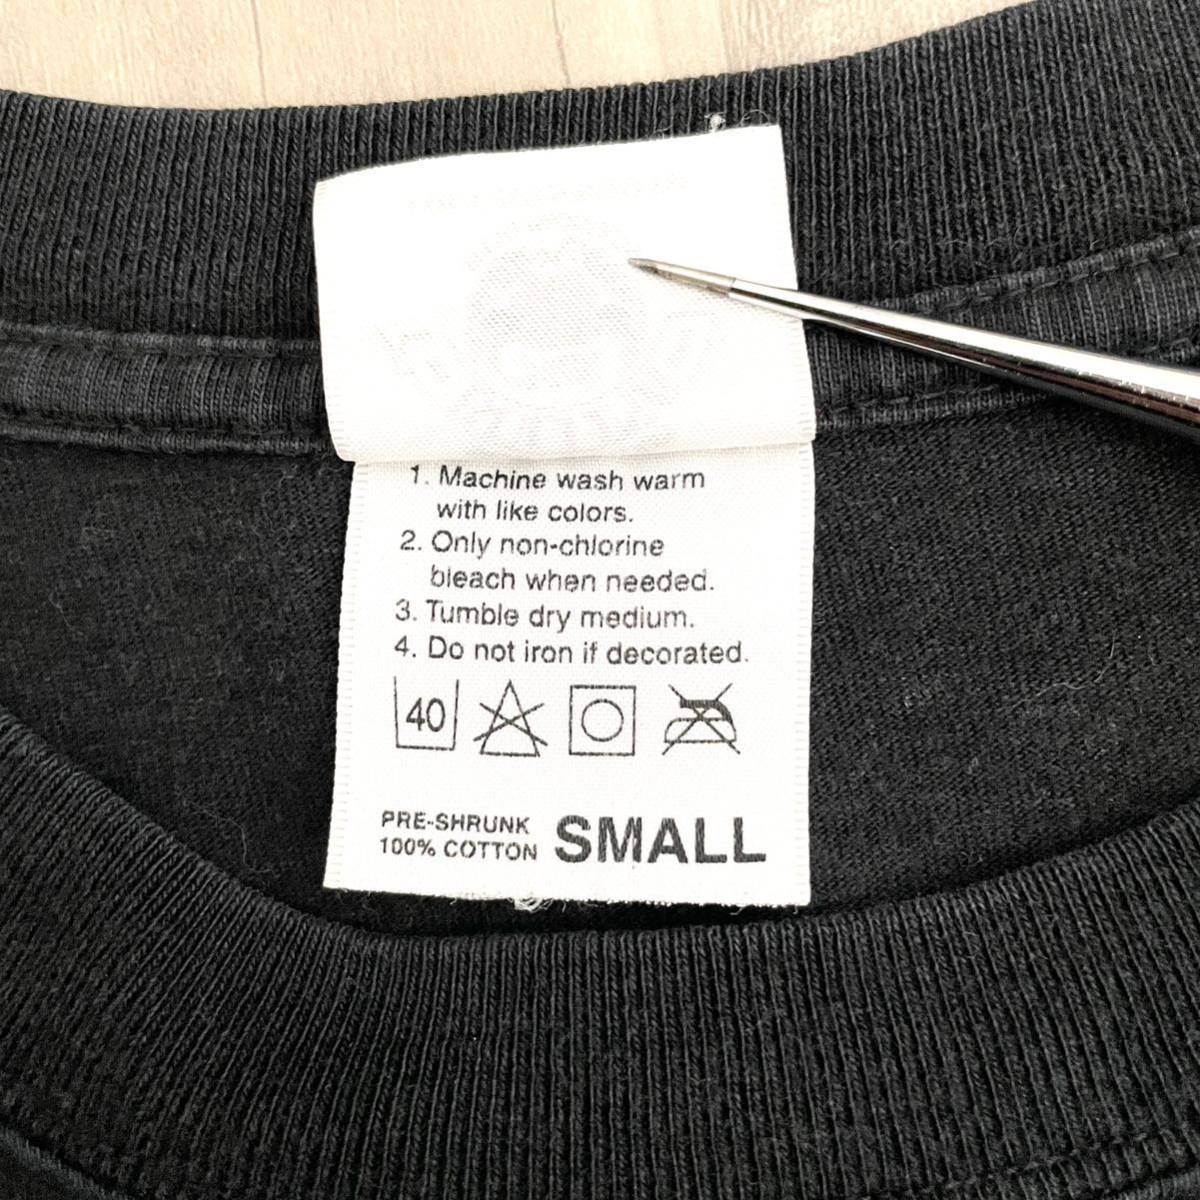 1. Machine wash warm
with like colors.
2. Only non-chlorine
bleach when needed.
3. Tumble dry medium.
4. Do not iron if decorated.
40
PRE-SHRUNK
100% COTTON SMALL